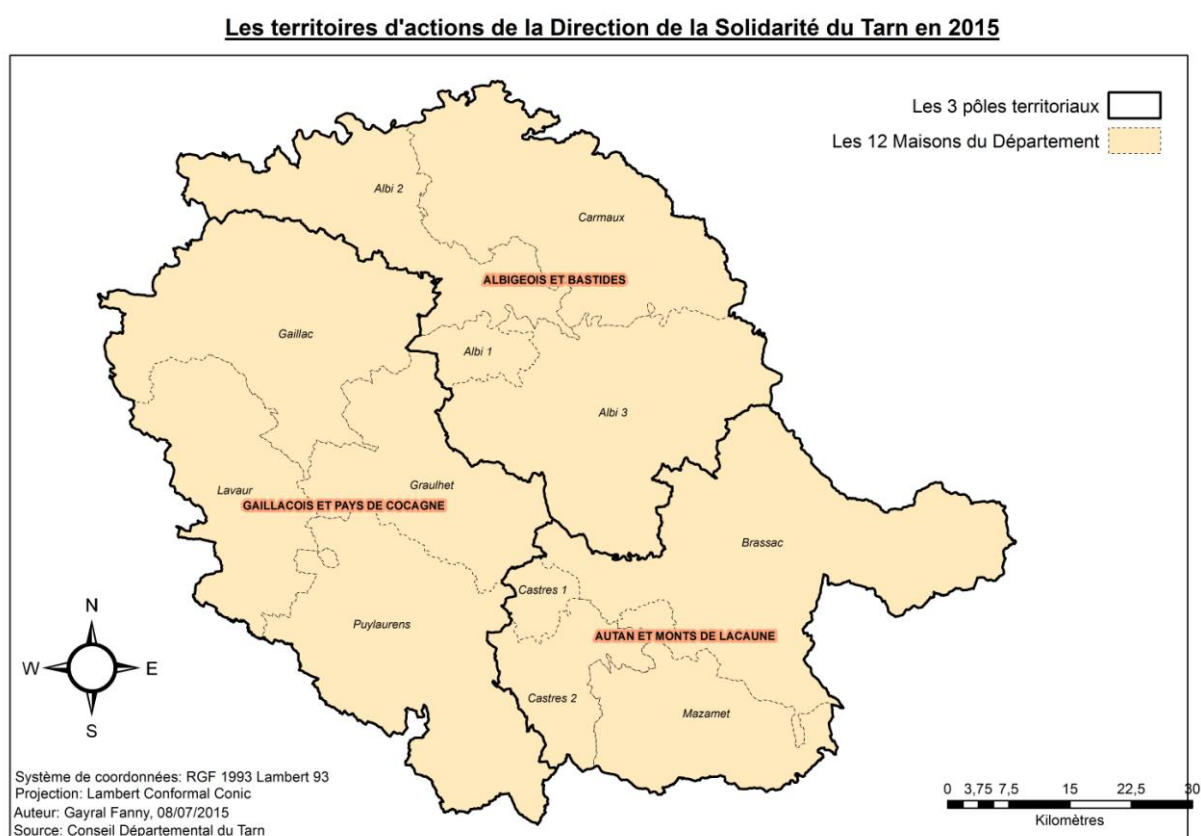 Les territoires d'actions de la Direction de la Solidarité du Tarn en 2015
Les 3 pôles territoriaux
Les 12 Maisons du Département
Albi 2
Carmaux
ALBIGEOIS ET BASTIDES
Gaillac
Albi 1
Albi 3
Lavaur
Graulhet
GAILLACOIS ET PAYS DE COCAGNE
Brassac
Castres 1
Puylaurens
AUTAN ET MONTS DE LACAUNE
Castres 2
Mazamet
N
W
E
S
Système de coordonnées: RGF 1993 Lambert 93
Projection: Lambert Conformal Conic
Auteur: Gayral Fanny, 08/07/2015
Source: Conseil Départemental du Tarn
0 3,75 7,5 15 22,5 30
Kilomètres